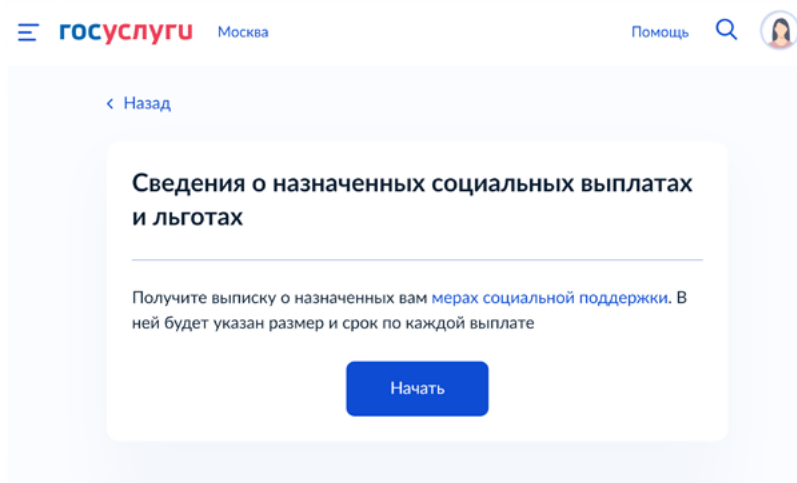 госуслуги Москва Помощь
Назад
Сведения о назначенных социальных выплатах
и льготах
Получите выписку о назначенных вам мерах социальной поддержки. В
ней будет указан размер и срок по каждой выплате
Начать